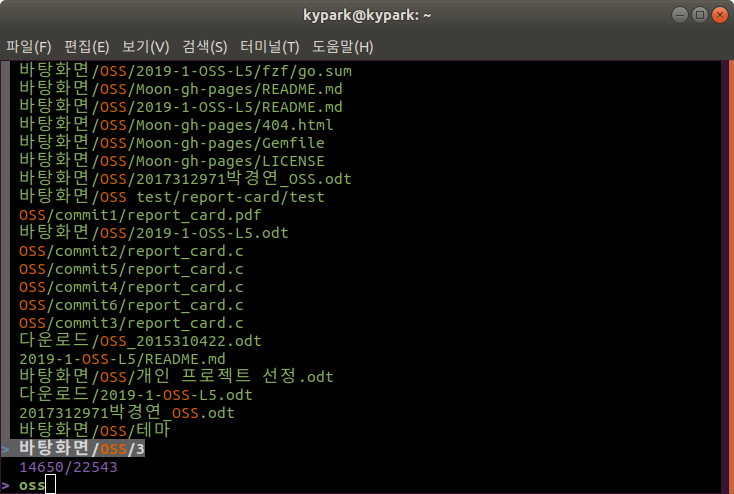 kypark@kypark: ~
파일(F) 편집(E) 보기(V) 검색(S) 터미널(T) 도움말(H)
바탕화면/OSS/2019-1-OSS-L5/fzf/go.sum
바탕화면/OSS/Moon-gh-pages/README.md
바탕화면/OSS/2019-1-OSS-L5/README.md
바탕화면/OSS/Moon-gh-pages/404.html
바탕화면/OSS/Moon-gh-pages/Gemfile
바탕화면/OSS/Moon-gh-pages/LICENSE
바탕화면/OSS/2017312971박경연_OSS.odt
바탕화면/OSS test/report-card/test
OSS/commit1/report_card.pdf
바탕화면/OSS/2019-1-OSS-L5.odt
OSS/commit2/report_card.c
OSS/commit5/report_card.c
OSS/commit4/report_card.c
OSS/commit6/report_card.c
OSS/commit3/report_card.c
다운로드/OSS_2015310422.odt
2019-1-OSS-L5/README.md
바탕화면/OSS/개인 프로젝트 선정.odt
다운로드/2019-1-OSS-L5.odt
2017312971박경연_OSS.odt
바탕화면/OSS/테마
> 바탕화면/OSS/3
14650/22543
> oss